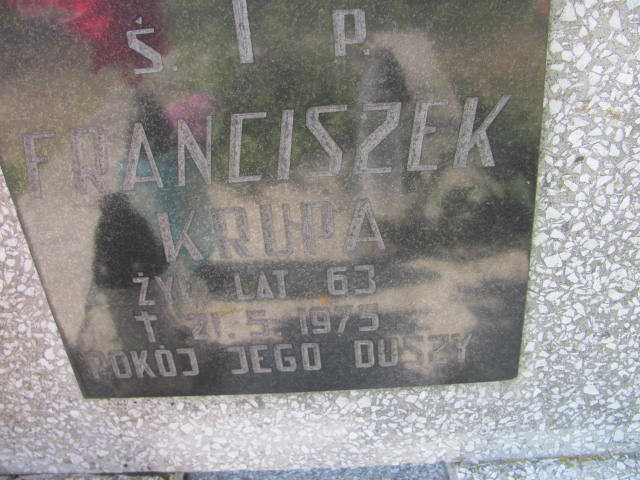 Ś. P.
FRANCISZEK
KRUPA
ŻYŁ LAT 63
† 21.5.1975
POKÓJ JEGO DUSZY